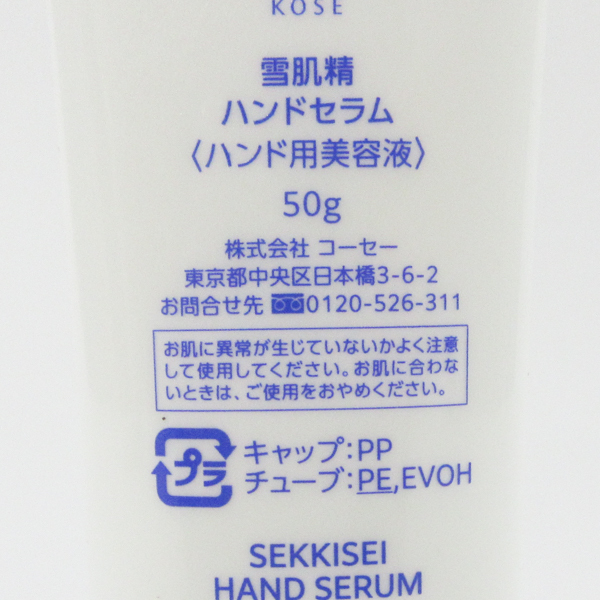 KOSÉ
雪肌精
ハンドセラム
〈ハンド用美容液〉
50g
株式会社 コーセー
東京都中央区日本橋3-6-2
お問合せ先 0120-526-311
お肌に異常が生じていないかよく注意
して使用してください。お肌に合わな
いときは、ご使用をおやめください。
プラ
キャップ:PP
チューブ:PE,EVOH
SEKKISEI
HAND SERUM